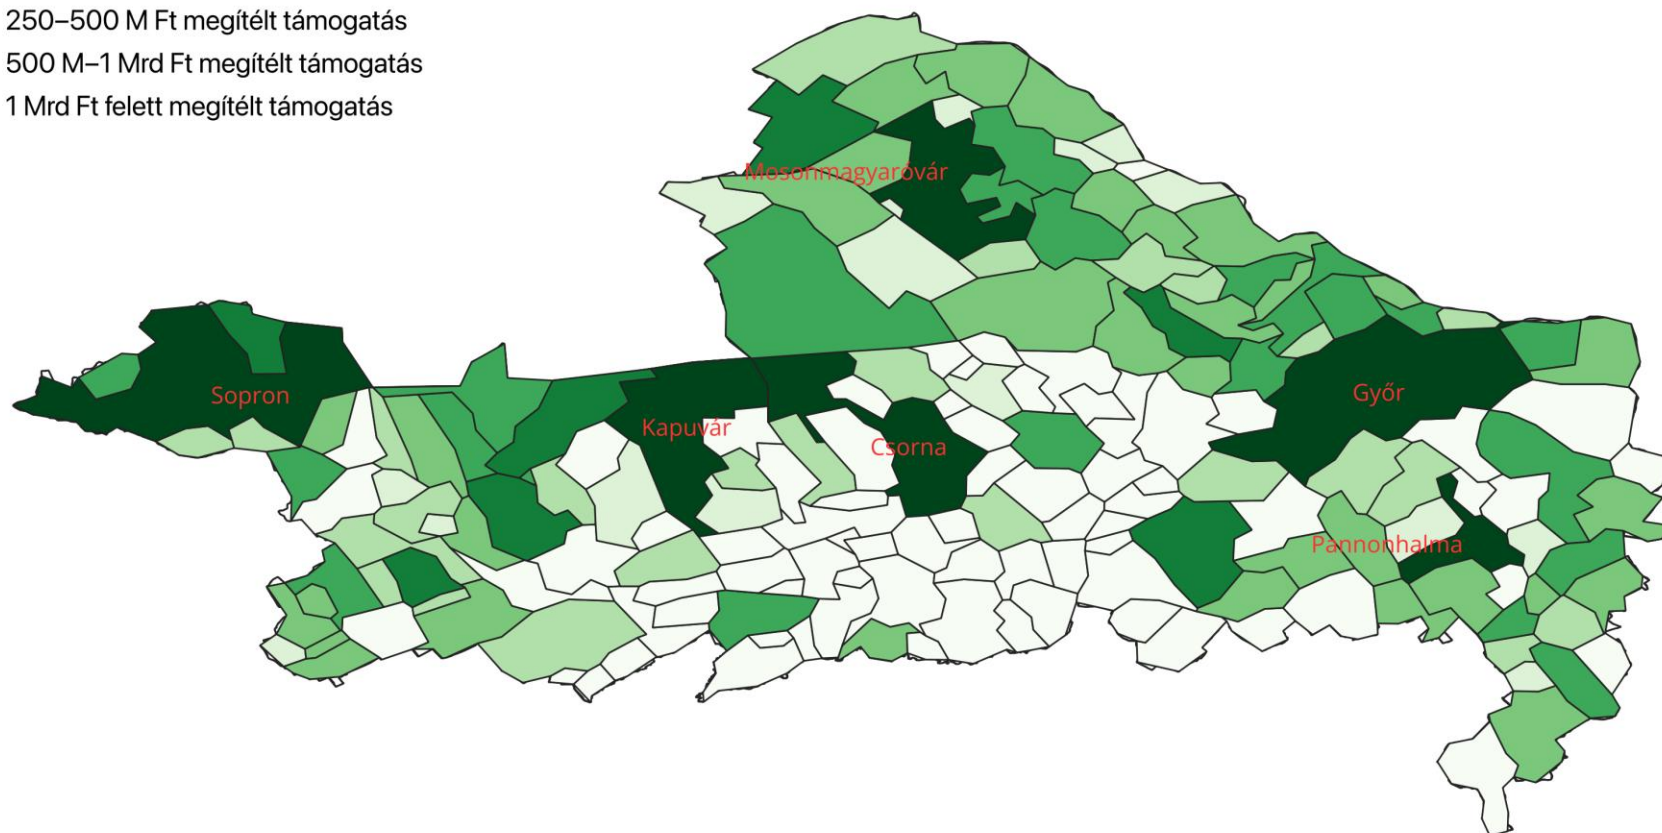 250–500 M Ft megítélt támogatás
500 M–1 Mrd Ft megítélt támogatás
1 Mrd Ft felett megítélt támogatás
Mosonmagyaróvár
Sopron
Győr
Kapuvár
Csorna
Pannonhalma